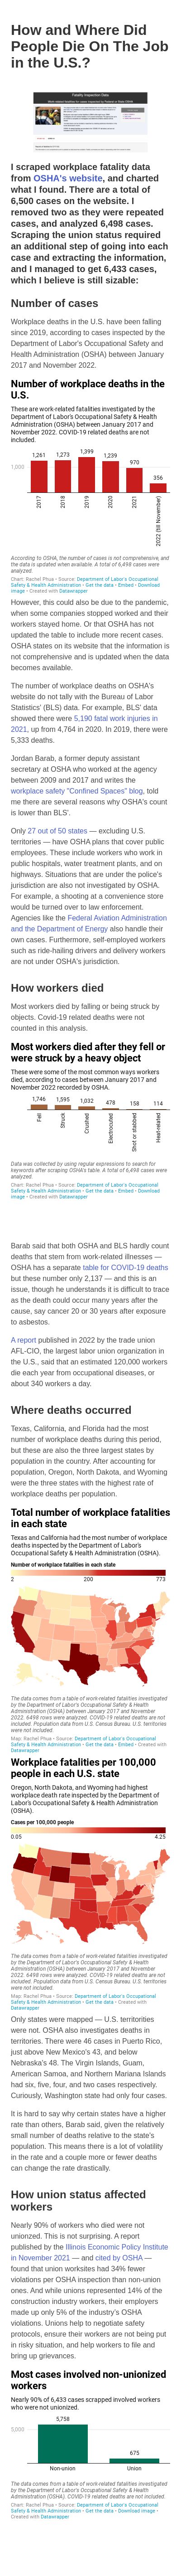 How and Where Did
People Die On The Job
in the U.S.?
Fatality Inspection Data
I scraped workplace fatality data
from OSHA's website, and charted
what I found. There are a total of
6,500 cases on the website. I
removed two as they were repeated
cases, and analyzed 6,498 cases.
Scraping the union status required
an additional step of going into each
case and extracting the information,
and I managed to get 6,433 cases,
which I believe is still sizable:
Number of cases
Workplace deaths in the U.S. have been falling
since 2019, according to cases inspected by the
Department of Labor's Occupational Safety and
Health Administration (OSHA) between January
2017 and November 2022.
Number of workplace deaths in the
U.S.
These are work-related fatalities investigated by the
Department of Labor's Occupational Safety & Health
Administration (OSHA) between January 2017 and
November 2022. COVID-19 related deaths are not
included.
1,261 1,273 1,399 1,239 970 356
1,000
2017 2018 2019 2020 2021 2022 (till November)
According to OSHA, the number of cases is not comprehensive, and
the data is updated when available. A total of 6,498 cases were
analyzed.
Chart: Rachel Phua • Source: Department of Labor's Occupational
Safety & Health Administration • Get the data • Embed • Download
image • Created with Datawrapper
However, this could also be due to the pandemic,
when some companies stopped worked and their
workers stayed home. Or that OSHA has not
updated the table to include more recent cases.
OSHA states on its website that the information is
not comprehensive and is updated when the data
becomes available.
The number of workplace deaths on OSHA's
website do not tally with the Bureau of Labor
Statistics' (BLS) data. For example, BLS' data
showed there were 5,190 fatal work injuries in
2021, up from 4,764 in 2020. In 2019, there were
5,333 deaths.
Jordan Barab, a former deputy assistant
secretary at OSHA who worked at the agency
between 2009 and 2017 and writes the
workplace safety "Confined Spaces" blog, told
me there are several reasons why OSHA's count
is lower than BLS'.
Only 27 out of 50 states — excluding U.S.
territories — have OSHA plans that cover public
employees. These include workers who work in
public hospitals, water treatment plants, and on
highways. Situations that are under the police's
jurisdiction are also not investigated by OSHA.
For example, a shooting at a convenience store
would be turned over to law enforcement.
Agencies like the Federal Aviation Administration
and the Department of Energy also handle their
own cases. Furthermore, self-employed workers
such as ride-hailing drivers and delivery workers
are not under OSHA's jurisdiction.
How workers died
Most workers died by falling or being struck by
objects. Covid-19 related deaths were not
counted in this analysis.
Most workers died after they fell or
were struck by a heavy object
These were some of the most common ways workers
died, according to cases between January 2017 and
November 2022 recorded by OSHA.
1,746 1,595 1,032 478 158 114
Fell Struck Crushed Electrocuted Shot or stabbed Heat-related
Data was collected by using regular expressions to search for
keywords after scraping OSHA's table. A total of 6,498 cases were
analyzed.
Chart: Rachel Phua • Source: Department of Labor's Occupational
Safety & Health Administration • Get the data • Embed • Download
image • Created with Datawrapper
Barab said that both OSHA and BLS hardly count
deaths that stem from work-related illnesses —
OSHA has a separate table for COVID-19 deaths
but these number only 2,137 — and this is an
issue, though he understands it is difficult to trace
as the death could occur many years after the
cause, say cancer 20 or 30 years after exposure
to asbestos.
A report published in 2022 by the trade union
AFL-CIO, the largest labor union organization in
the U.S., said that an estimated 120,000 workers
died each year from occupational diseases, or
about 340 workers a day.
Where deaths occurred
Texas, California, and Florida had the most
number of workplace deaths during this period,
but these are also the three largest states by
population in the country. After accounting for
population, Oregon, North Dakota, and Wyoming
were the three states with the highest rate of
workplace deaths per population.
Total number of workplace fatalities
in each state
Texas and California had the most number of workplace
deaths inspected by the Department of Labor's
Occupational Safety & Health Administration (OSHA).
Number of workplace fatalities in each state
2 200 773
The data comes from a table of work-related fatalities investigated
by the Department of Labor's Occupational Safety & Health
Administration (OSHA) between January 2017 and November
2022. 6498 rows were analyzed. COVID-19 related deaths are not
included. Population data from U.S. Census Bureau. U.S. territories
were not included.
Map: Rachel Phua • Source: Department of Labor's Occupational
Safety & Health Administration • Get the data • Embed • Created with
Datawrapper
Workplace fatalities per 100,000
people in each U.S. state
Oregon, North Dakota, and Wyoming had highest
workplace death rate inspected by the Department of
Labor's Occupational Safety & Health Administration
(OSHA).
Cases per 100,000 people
0.05 4.25
The data comes from a table of work-related fatalities investigated
by the Department of Labor's Occupational Safety & Health
Administration (OSHA) between January 2017 and November
2022. 6498 rows were analyzed. COVID-19 related deaths are not
included. Population data from U.S. Census Bureau. U.S. territories
were not included.
Map: Rachel Phua • Source: Department of Labor's Occupational
Safety & Health Administration • Get the data • Created with
Datawrapper
Only states were mapped — U.S. territories
were not. OSHA also investigates deaths in
territories. There were 46 cases in Puerto Rico,
just above New Mexico's 43, and below
Nebraska's 48. The Virgin Islands, Guam,
American Samoa, and Northern Mariana Islands
had six, five, four, and two cases respectively.
Curiously, Washington state had only four cases.
It is hard to say why certain states have a higher
rate than others, Barab said, given the relatively
small number of deaths relative to the state's
population. This means there is a lot of volatility
in the rate and a couple more or fewer deaths
can change the rate drastically.
How union status affected
workers
Nearly 90% of workers who died were not
unionized. This is not surprising. A report
published by the Illinois Economic Policy Institute
in November 2021 — and cited by OSHA —
found that union worksites had 34% fewer
violations per OSHA inspection than non-union
ones. And while unions represented 14% of the
construction industry workers, their employers
made up only 5% of the industry's OSHA
violations. Unions help to negotiate safety
protocols, ensure their workers are not being put
in risky situation, and help workers to file and
bring up grievances.
Most cases involved non-unionized
workers
Nearly 90% of 6,433 scrapped involved workers
who were not unionized.
5,758
5,000
675
Non-union Union
The data comes from a table of work-related fatalities investigated
by the Department of Labor's Occupational Safety & Health
Administration (OSHA). COVID-19 related deaths are not included.
Chart: Rachel Phua • Source: Department of Labor's Occupational
Safety & Health Administration • Get the data • Download image •
Created with Datawrapper